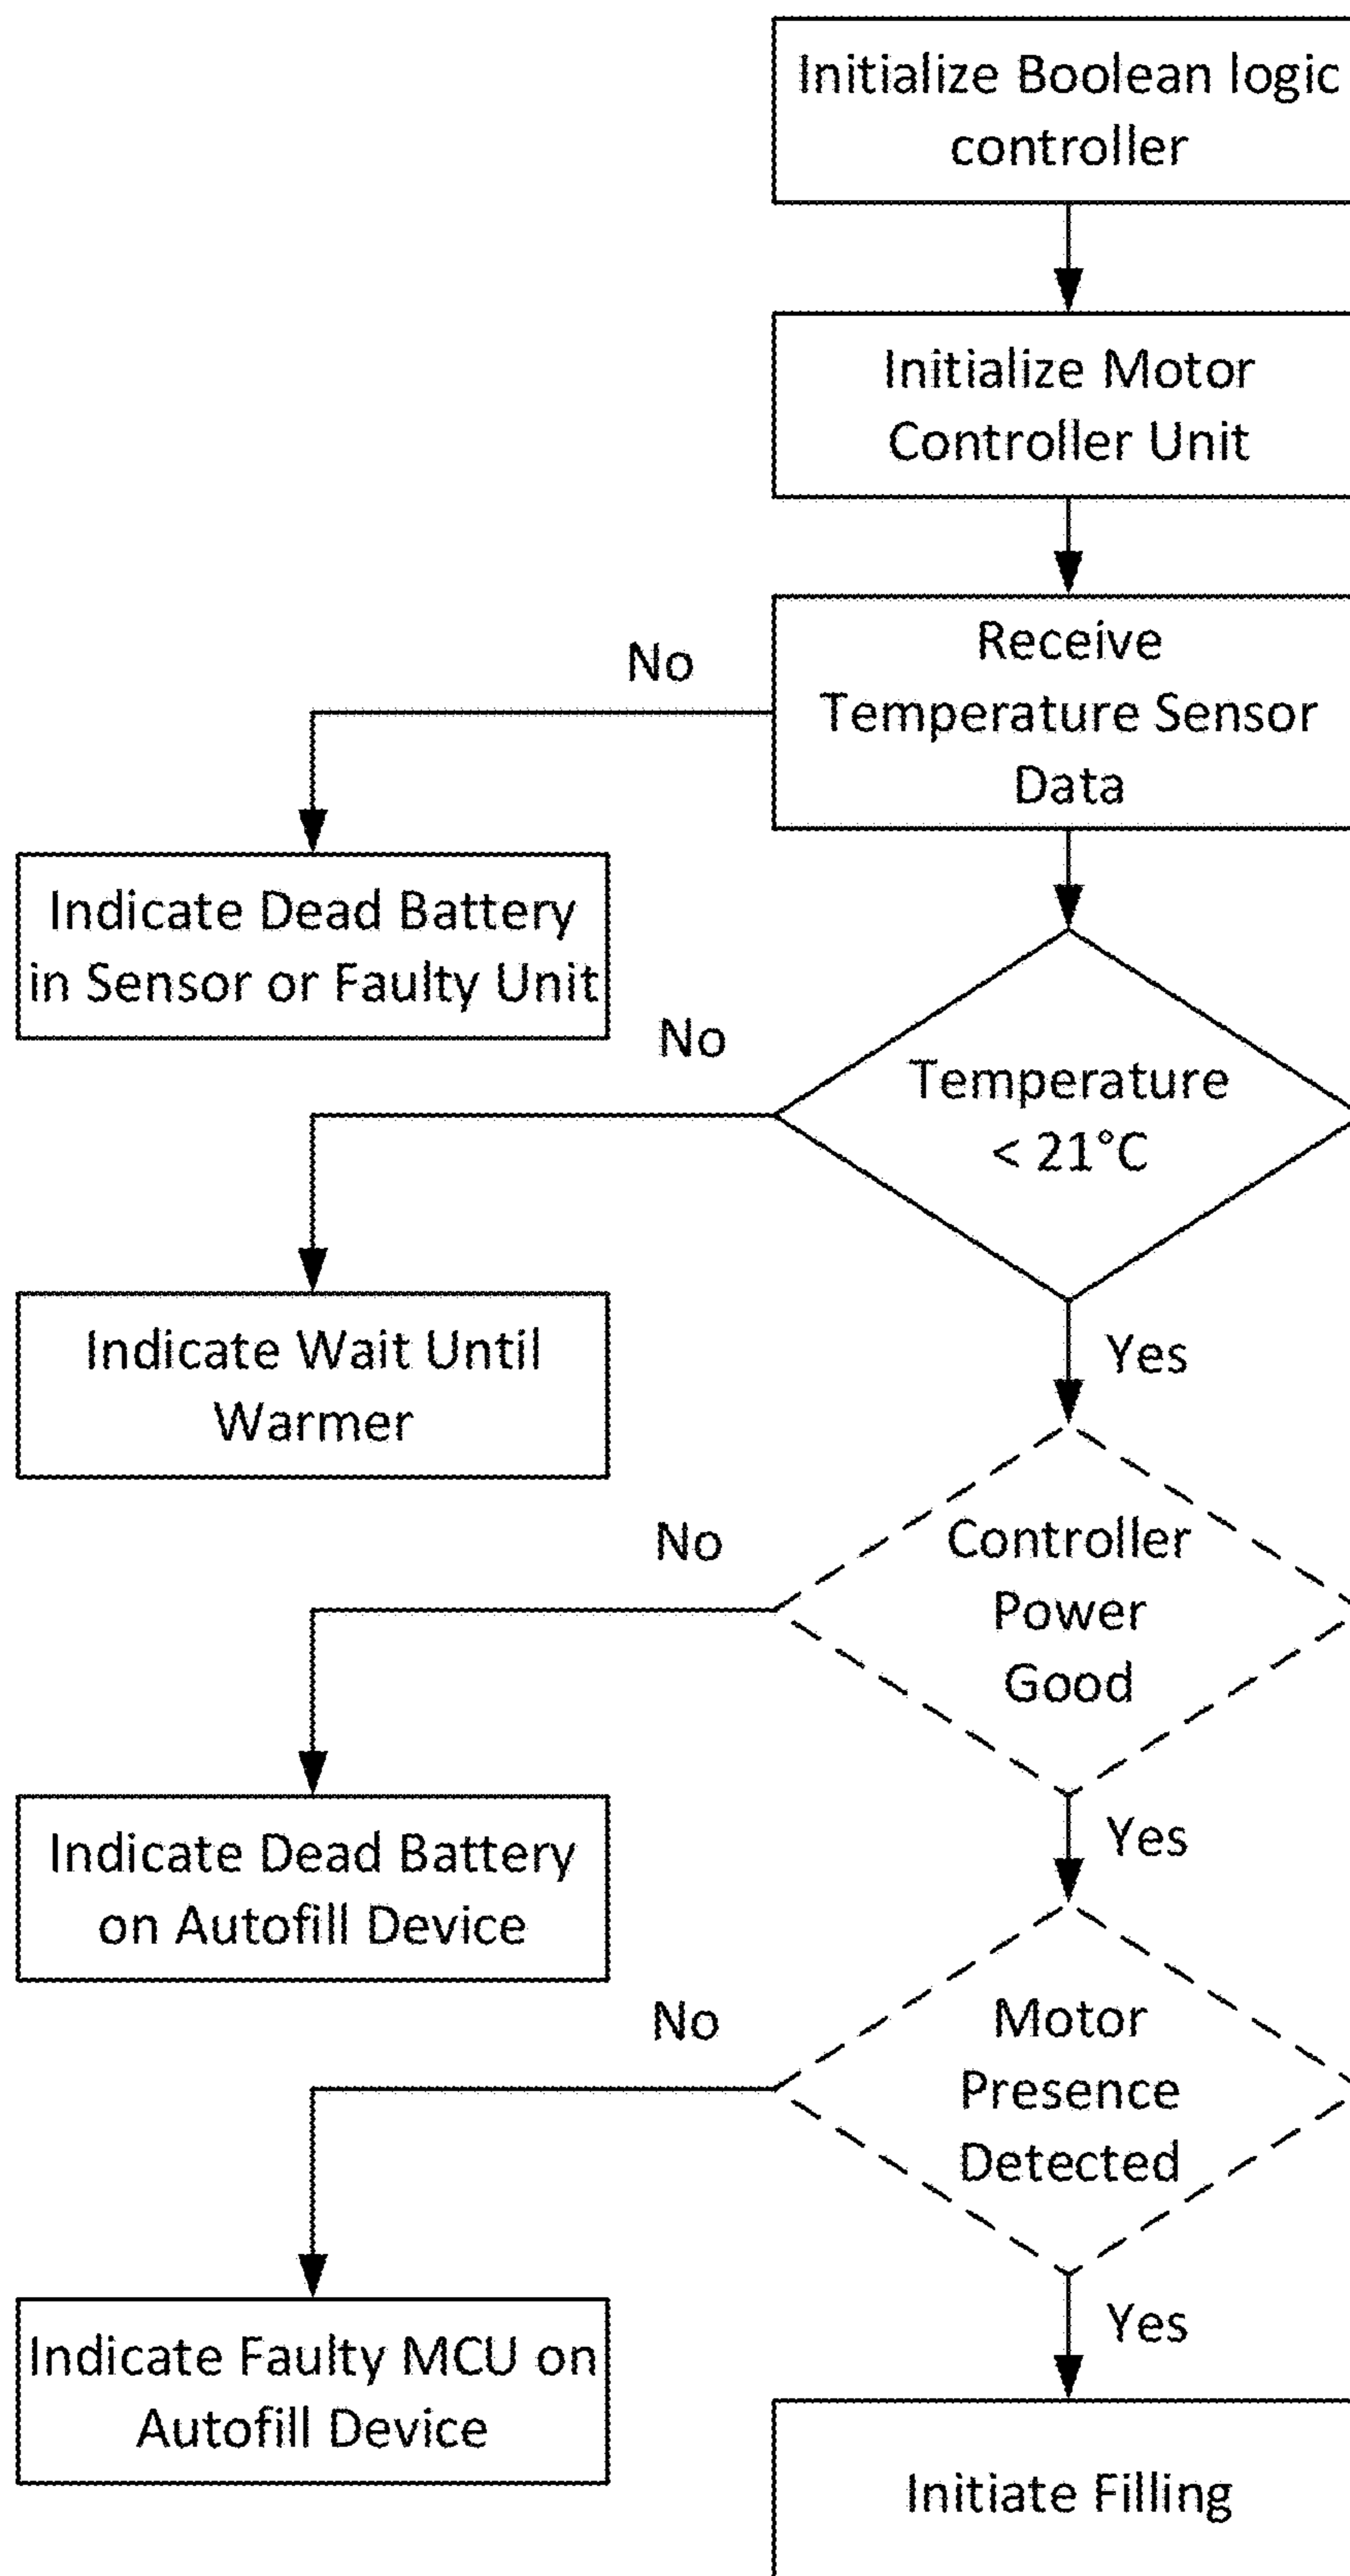 Initialize Boolean logic
controller
Initialize Motor
Controller Unit
No
Receive
Temperature Sensor
Data
Indicate Dead Battery
in Sensor or Faulty Unit
No
Temperature
< 21°C
Indicate Wait Until
Warmer
Yes
No
Controller
Power
Good
Indicate Dead Battery
on Autofill Device
Yes
No
Motor
Presence
Detected
Indicate Faulty MCU on
Autofill Device
Yes
Initiate Filling